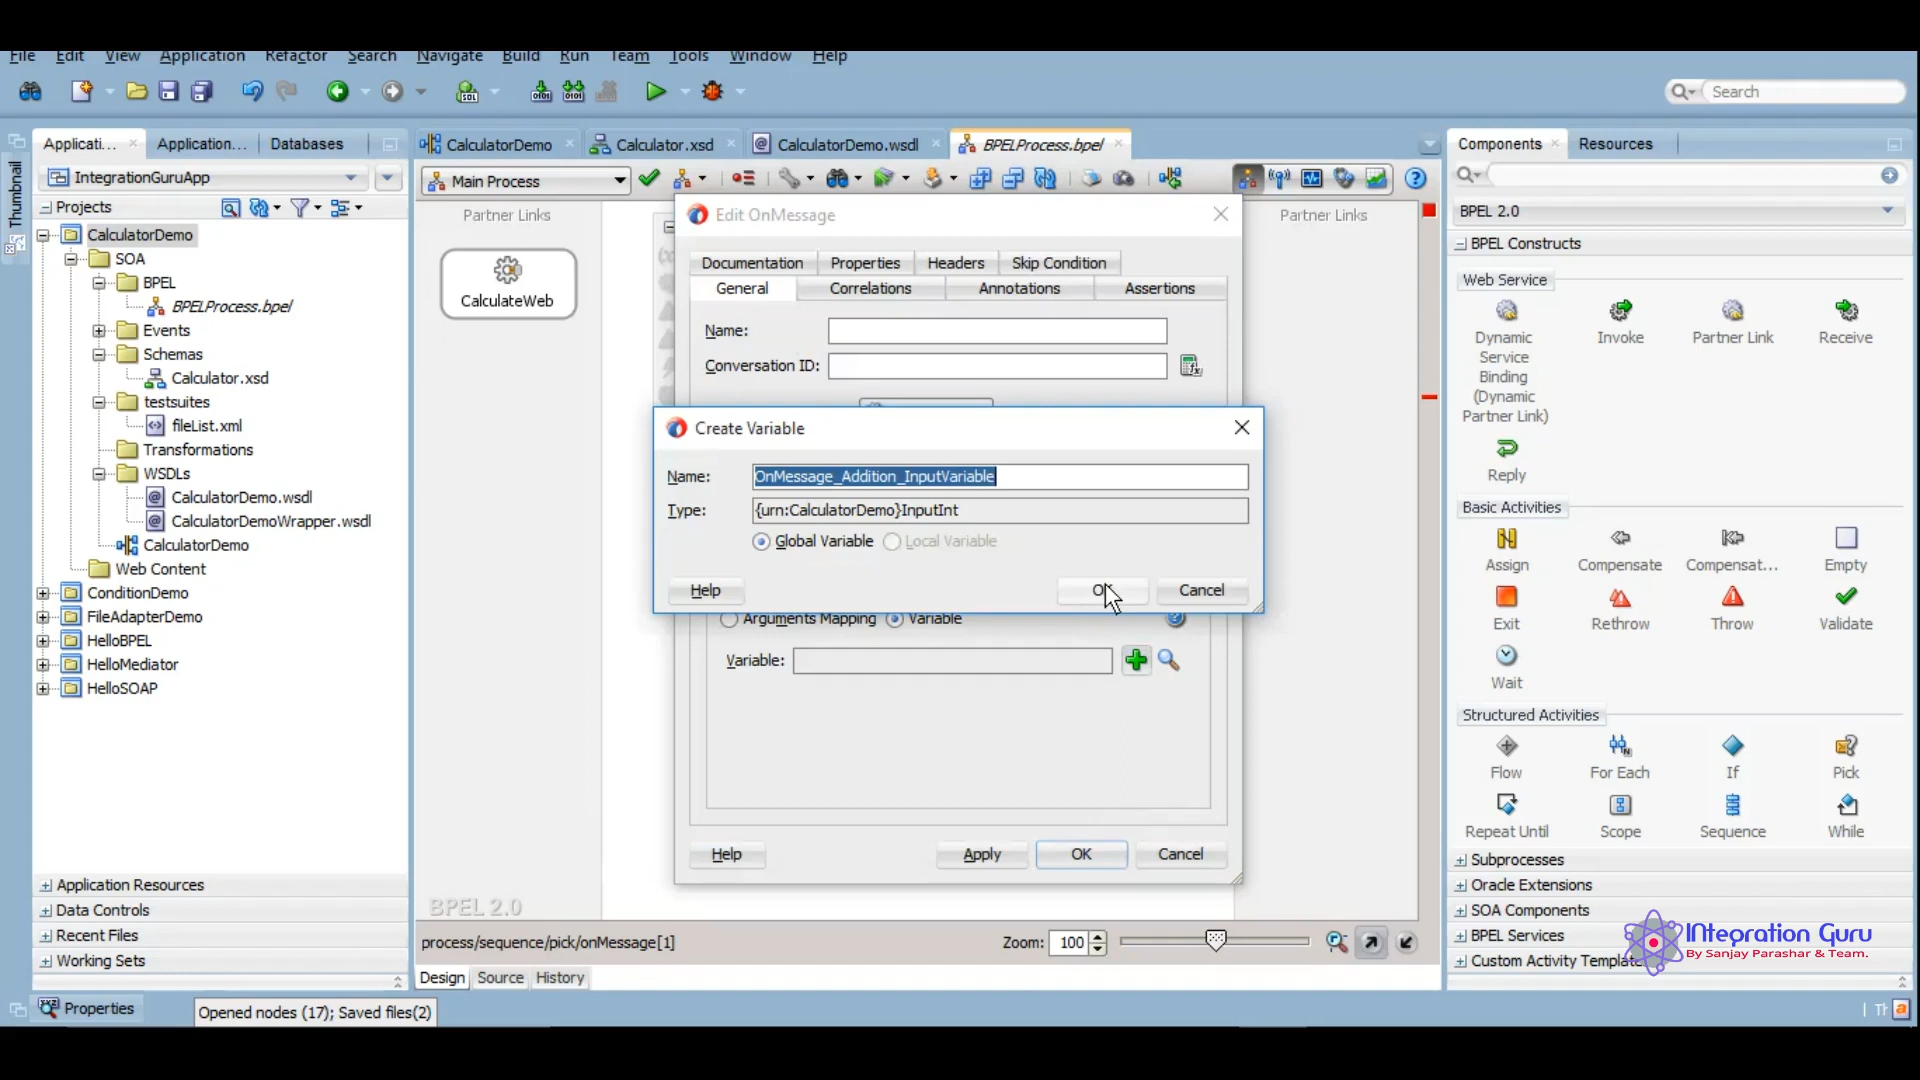 File Edit View Application Refactor Search Navigate Build Run Team Tools Window Help
Search
Thumbnail
Applicati...
Application...
Databases
IntegrationGuruApp
Projects
CalculatorDemo
SOA
BPEL
BPELProcess.bpel
Events
Schemas
Calculator.xsd
testsuites
fileList.xml
Transformations
WSDLs
CalculatorDemo.wsdl
CalculatorDemoWrapper.wsdl
CalculatorDemo
Web Content
ConditionDemo
FileAdapterDemo
HelloBPEL
HelloMediator
HelloSOAP
Application Resources
Data Controls
Recent Files
Working Sets
CalculatorDemo
Calculator.xsd
CalculatorDemo.wsdl
BPELProcess.bpel
Main Process
Partner Links
CalculateWeb
Partner Links
Edit OnMessage
Documentation Properties Headers Skip Condition
General Correlations Annotations Assertions
Name:
Conversation ID:
Create Variable
Name: OnMessage_Addition_InputVariable
Type: {urn:CalculatorDemo}InputInt
Global Variable Local Variable
Help Cancel
Arguments Mapping Variable
Variable:
Help Apply OK Cancel
BPEL 2.0
process/sequence/pick/onMessage[1]
Zoom: 100
Design Source History
Components Resources
BPEL 2.0
BPEL Constructs
Web Service
Dynamic
Service
Binding
(Dynamic
Partner Link)
Invoke
Partner Link
Receive
Reply
Basic Activities
Assign
Compensate
Compensat...
Empty
Exit
Rethrow
Throw
Validate
Wait
Structured Activities
Flow
For Each
If
Pick
Repeat Until
Scope
Sequence
While
Subprocesses
Oracle Extensions
SOA Components
BPEL Services
Custom Activity
INtegration Guru
By Sanjay Parashar & Team.
Properties
Opened nodes (17); Saved files(2)